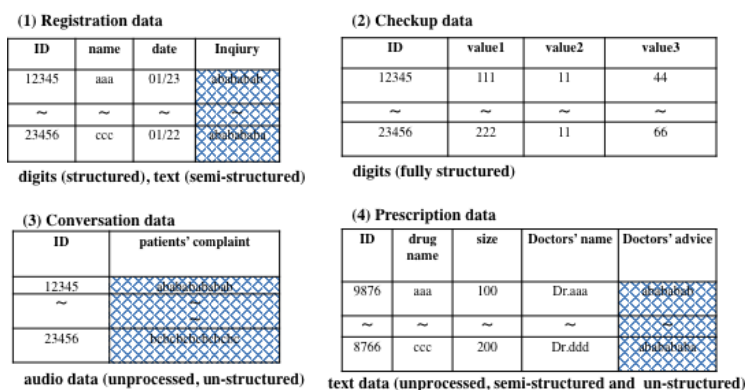 (1) Registration data
ID name date Inqiury
12345 aaa 01/23 abababab
~ ~ ~ ~
23456 ccc 01/22 abababa
digits (structured), text (semi-structured)
(2) Checkup data
ID value1 value2 value3
12345 111 11 44
~ ~ ~ ~
23456 222 11 66
digits (fully structured)
(3) Conversation data
ID patients' complaint
12345
~ ~
~
23456
audio data (unprocessed, un-structured)
(4) Prescription data
ID drug name size Doctors' name Doctors' advice
9876 aaa 100 Dr.aaa abababab
~ ~ ~ ~ ~
8766 ccc 200 Dr.ddd
text data (unprocessed, semi-structured and un-structured)